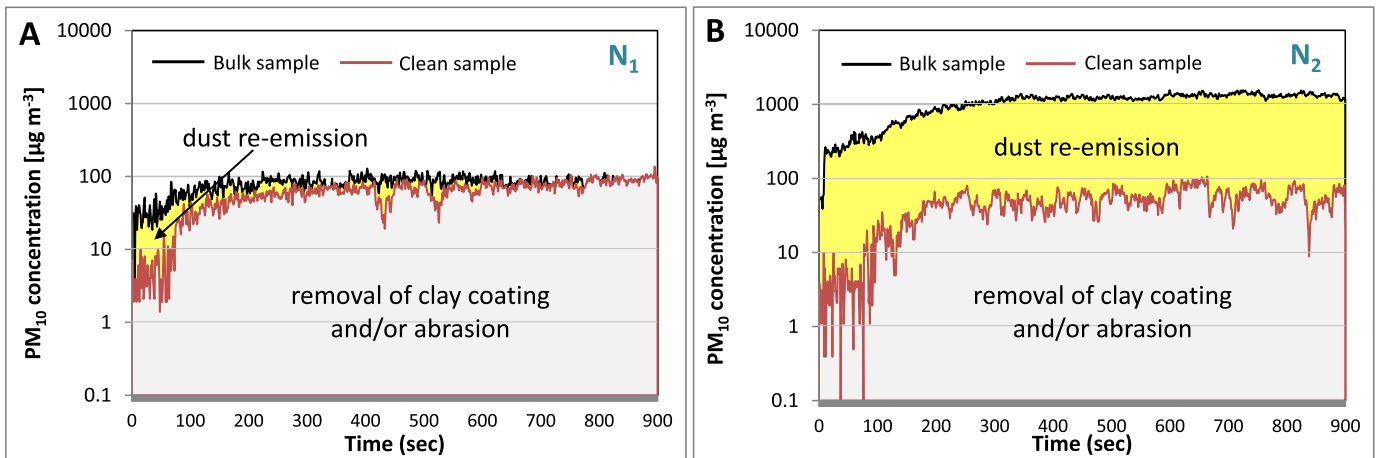 A
N1
Bulk sample
Clean sample
dust re-emission
removal of clay coating
and/or abrasion
PM10 concentration [µg m-3]
10000
1000
100
10
1
0.1
0
100
200
300
400
500
600
700
800
900
Time (sec)
B
N2
Bulk sample
Clean sample
dust re-emission
removal of clay coating
and/or abrasion
PM10 concentration [µg m-3]
10000
1000
100
10
1
0.1
0
100
200
300
400
500
600
700
800
900
Time (sec)